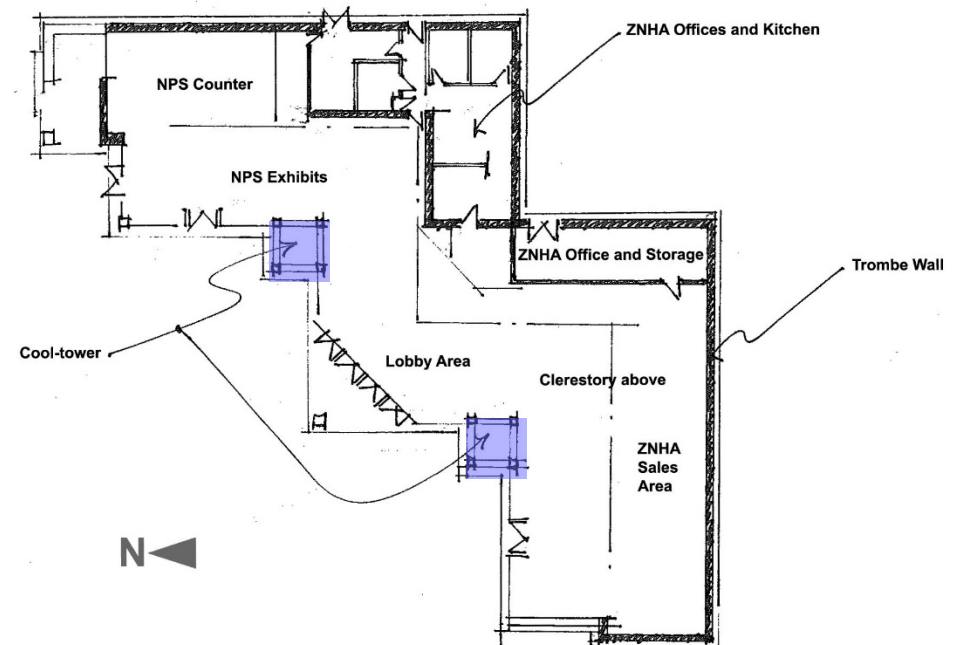 ZNHA Offices and Kitchen
NPS Counter
NPS Exhibits
ZNHA Office and Storage
Trombe Wall
Cool-tower
Lobby Area
Clerestory above
ZNHA
Sales
Area
N